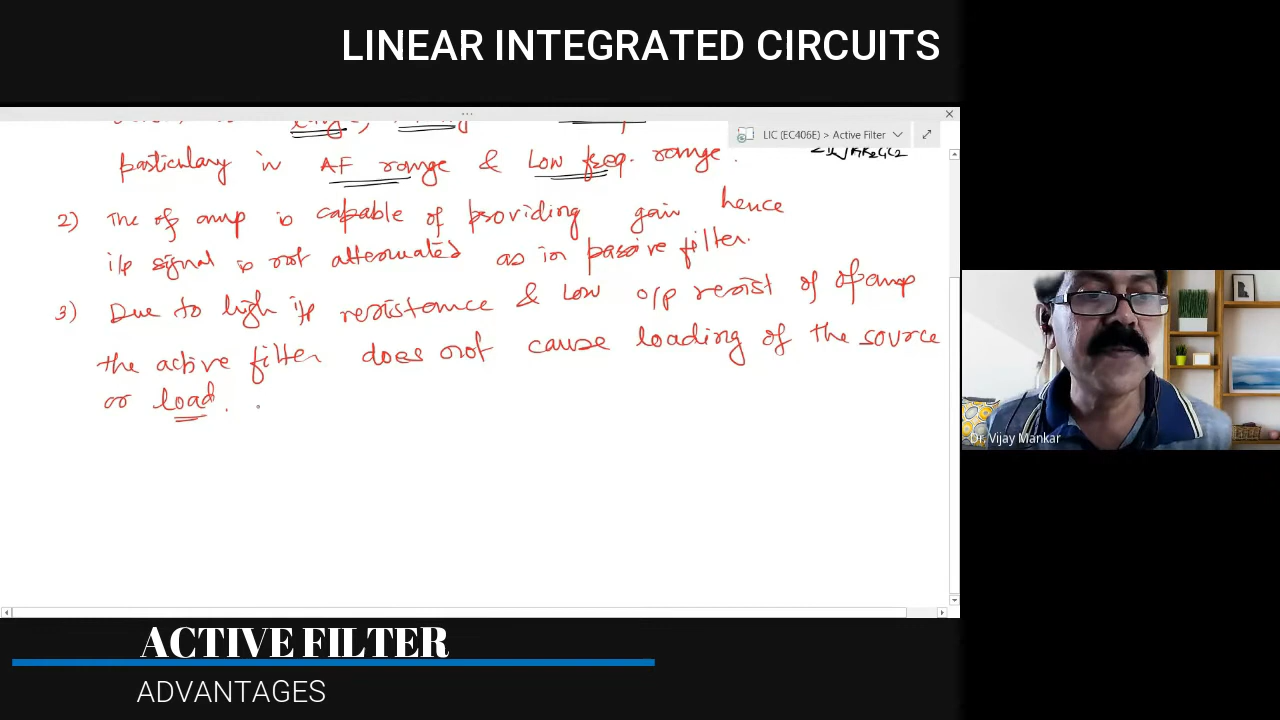 LINEAR INTEGRATED CIRCUITS
LIC (EC406E) > Active Filter
particulary in AF range & Low freq. range.
2) The op amp is capable of providing gain hence
i/p signal is not attenuated as in passive filter.
3) Due to high i/p resistance & Low o/p resist of opamp
the active filter does not cause loading of the source
or load.
Dr. Vijay Mankar
ACTIVE FILTER
ADVANTAGES